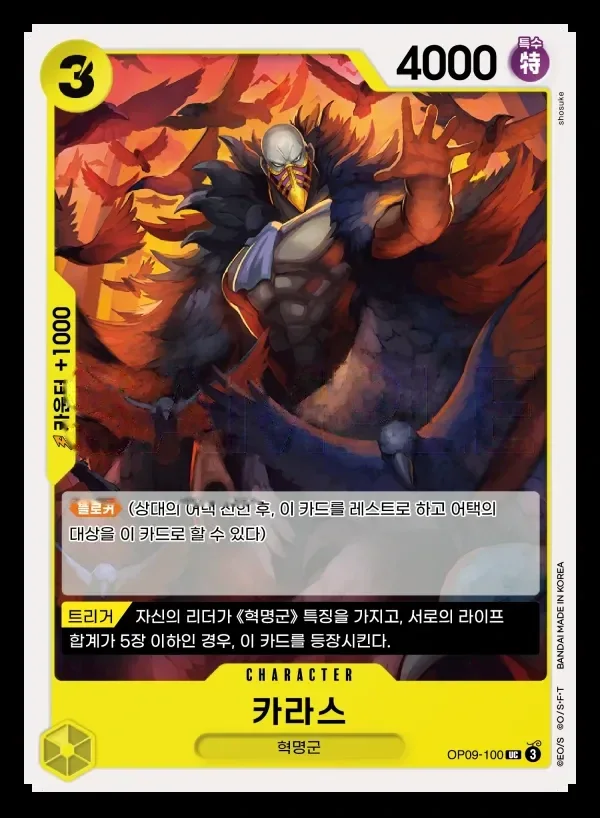 3
4000
특수
特
shosuke
카운터 +1000
블로커 (상대의 어택 선언 후, 이 카드를 레스트로 하고 어택의
대상을 이 카드로 할 수 있다)
트리거 자신의 리더가 《혁명군》 특징을 가지고, 서로의 라이프
합계가 5장 이하인 경우, 이 카드를 등장시킨다.
CHARACTER
카라스
혁명군
OP09-100 UC 3
©EO/S ©O/S·F·T BANDAI MADE IN KOREA